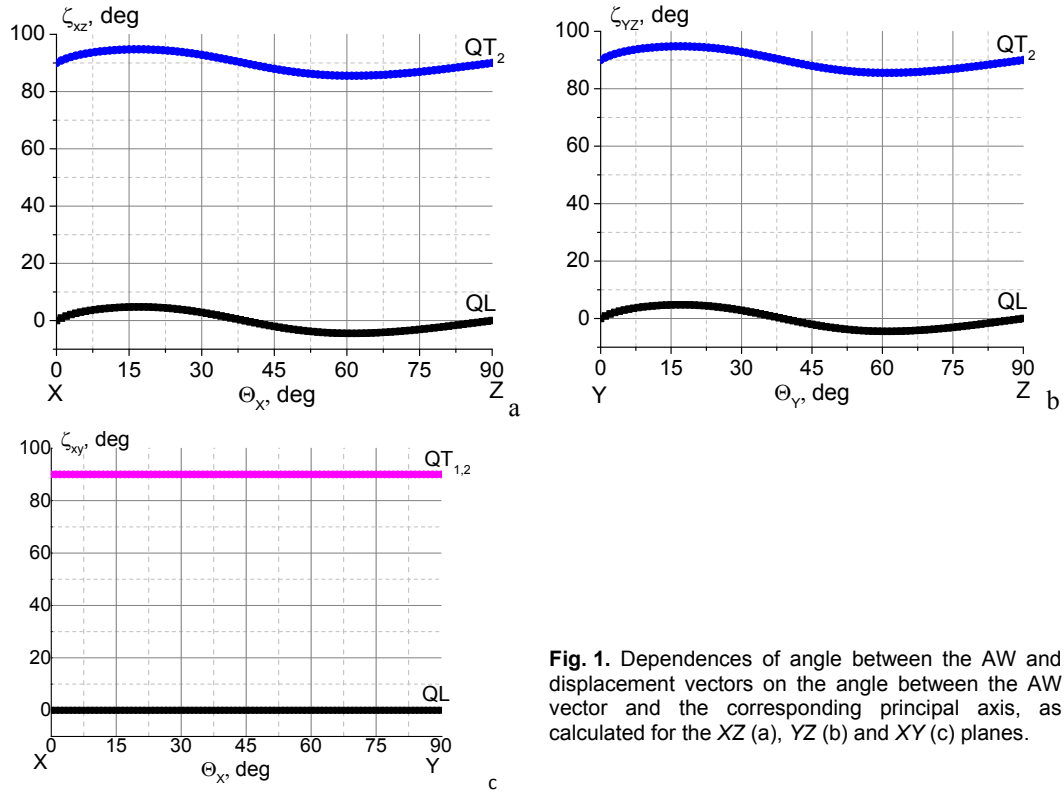 ζxz, deg
100
80
60
40
20
0
QT2
QL
0 15 30 45 60 75 90
X ΘX, deg Z
a
ζYZ, deg
100
80
60
40
20
0
QT2
QL
0 15 30 45 60 75 90
Y ΘY, deg Z
b
ζxy, deg
100
80
60
40
20
0
QT1,2
QL
0 15 30 45 60 75 90
X ΘX, deg Y
c
Fig. 1. Dependences of angle between the AW and
displacement vectors on the angle between the AW
vector and the corresponding principal axis, as
calculated for the XZ (a), YZ (b) and XY (c) planes.